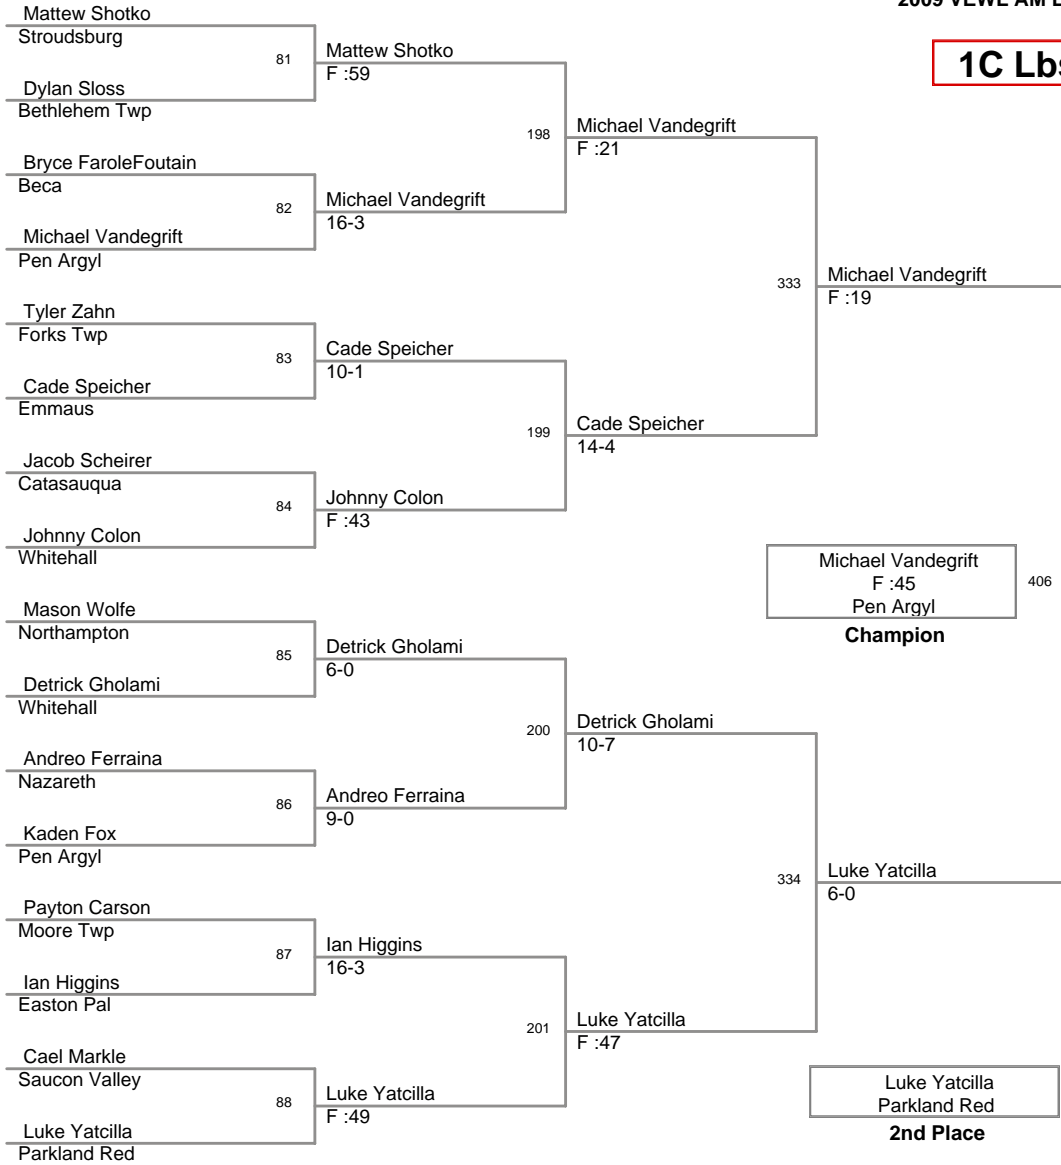 2009 VEWL AM
1C Lbs
Mattew Shotko
Stroudsburg
81
Dylan Sloss
Bethlehem Twp
Mattew Shotko
F :59
198
Bryce FaroleFoutain
Beca
82
Michael Vandegrift
Pen Argyl
Michael Vandegrift
16-3
Michael Vandegrift
F :21
333
Tyler Zahn
Forks Twp
83
Cade Speicher
Emmaus
Cade Speicher
10-1
199
Jacob Scheirer
Catasauqua
84
Johnny Colon
Whitehall
Johnny Colon
F :43
Cade Speicher
14-4
Michael Vandegrift
F :19
Michael Vandegrift
F :45
Pen Argyl
406
Champion
Mason Wolfe
Northampton
85
Detrick Gholami
Whitehall
Detrick Gholami
6-0
200
Andreo Ferraina
Nazareth
86
Kaden Fox
Pen Argyl
Andreo Ferraina
9-0
Detrick Gholami
10-7
334
Payton Carson
Moore Twp
87
Ian Higgins
Easton Pal
Ian Higgins
16-3
201
Cael Markle
Saucon Valley
88
Luke Yatcilla
Parkland Red
Luke Yatcilla
F :49
Luke Yatcilla
F :47
Luke Yatcilla
6-0
Luke Yatcilla
Parkland Red
2nd Place